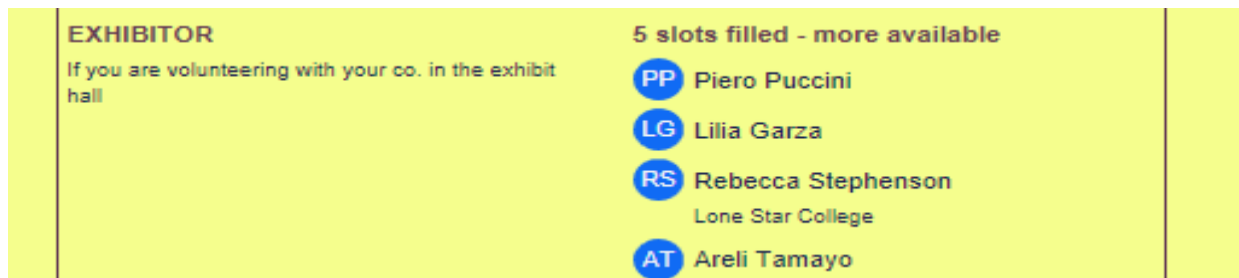 EXHIBITOR
If you are volunteering with your co. in the exhibit
hall
5 slots filled - more available
PP Piero Puccini
LG Lilia Garza
RS Rebecca Stephenson
Lone Star College
AT Areli Tamayo